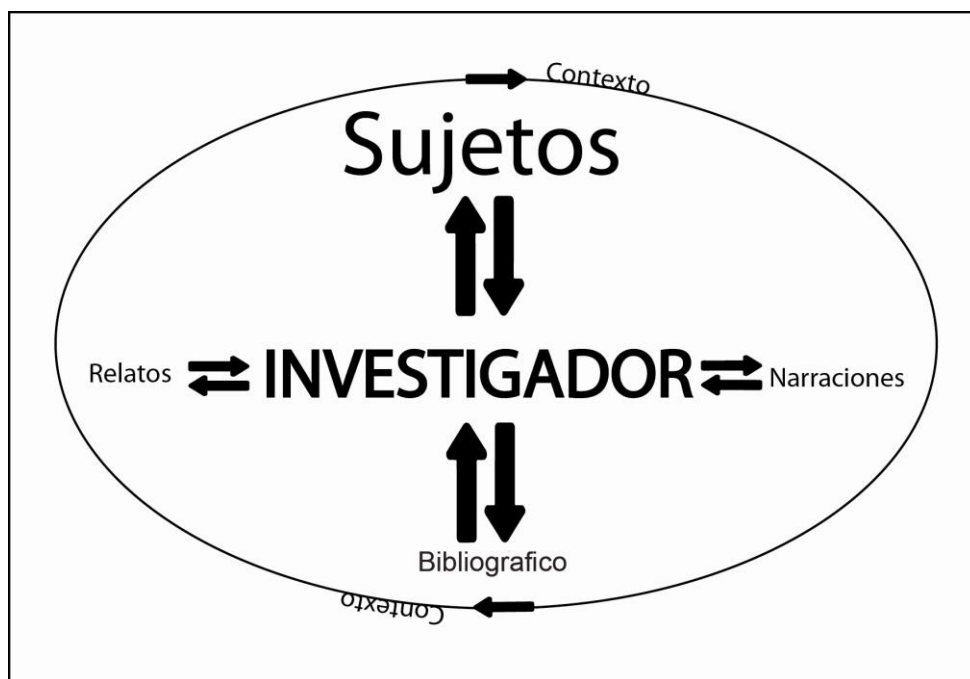 Contexto
Sujetos
Relatos INVESTIGADOR Narraciones
Bibliografico
Contexto